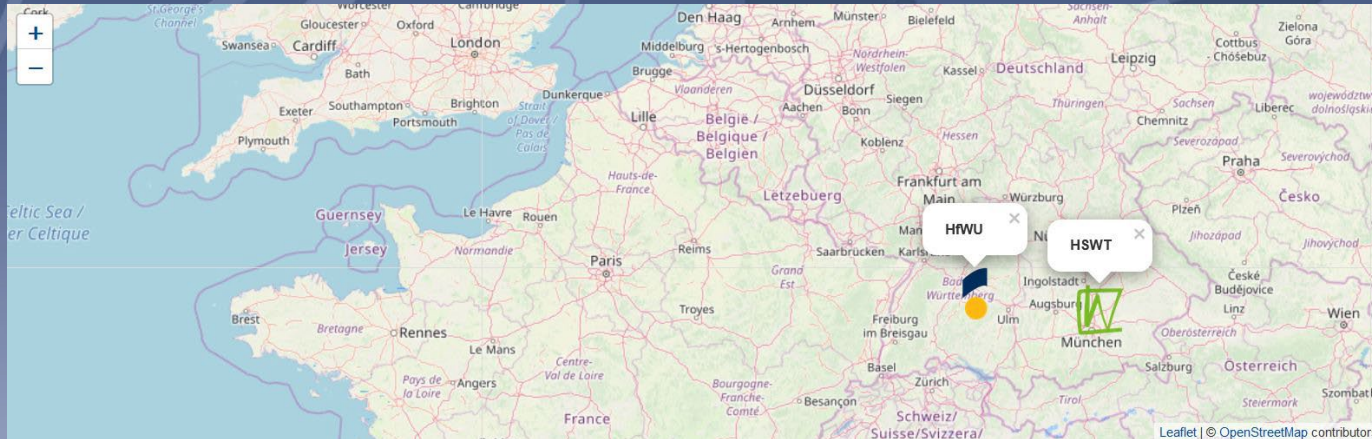 Cork
St.George's
Channel
Worcester
Cambridge
Gloucester
Oxford
Swansea
Cardiff
London
Bath
Den Haag
Arnhem
Münster
Bielefeld
Sachsen-
Anhalt
Zielona
Góra
Middelburg
's-Hertogenbosch
Cottbus
- Chóśebuz
Brugge
Nordrhein-
Westfalen
Kassel
Deutschland
Leipzig
Vlaanderen
Düsseldorf
Dunkerque
Exeter
Southampton
Brighton
Portsmouth
Plymouth
Strait
of Dover /
Pas de
Calais
Lille
België /
Belgique /
Belgien
Aachen
Bonn
Siegen
Thüringen
Sachsen
Chemnitz
Liberec
województwo
dolnośląskie
Koblenz
Hessen
Severozápad
Severovýchod
Praha
Hauts-de-
France
Letzebuerg
Frankfurt am
Main
Würzburg
Plzeň
Česko
Celtic Sea /
Mer Celtique
Guernsey
Jersey
Le Havre
Rouen
Normandie
Reims
Paris
Saarbrücken
HfWU
×
HSWT
×
Jihozápad
Jihovýchod
Grand
Est
Ingolstadt
Augsburg
Ulm
České
Budějovice
Linz
Wien
Brest
Bretagne
Rennes
Troyes
Freiburg
im Breisgau
München
Oberösterreich
Le Mans
Centre-
Val de Loire
Pays de
la Loire
Angers
Bourgogne-
Franche-
Comté
Besançon
Basel
Zürich
Salzburg
Österreich
Tirol
Steiermark
France
Schweiz/
Suisse/Svizzera/
+
−
Leaflet | © OpenStreetMap contributor